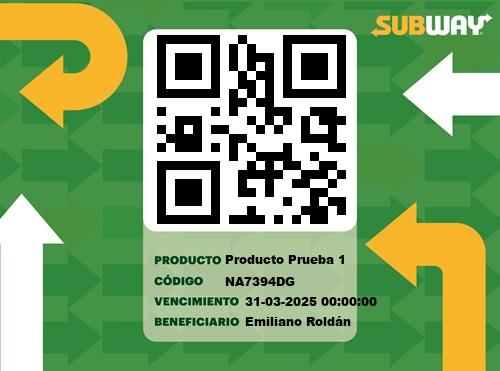 SUBWAY
PRODUCTO Producto Prueba 1
CÓDIGO NA7394DG
VENCIMIENTO 31-03-2025 00:00:00
BENEFICIARIO Emiliano Roldán